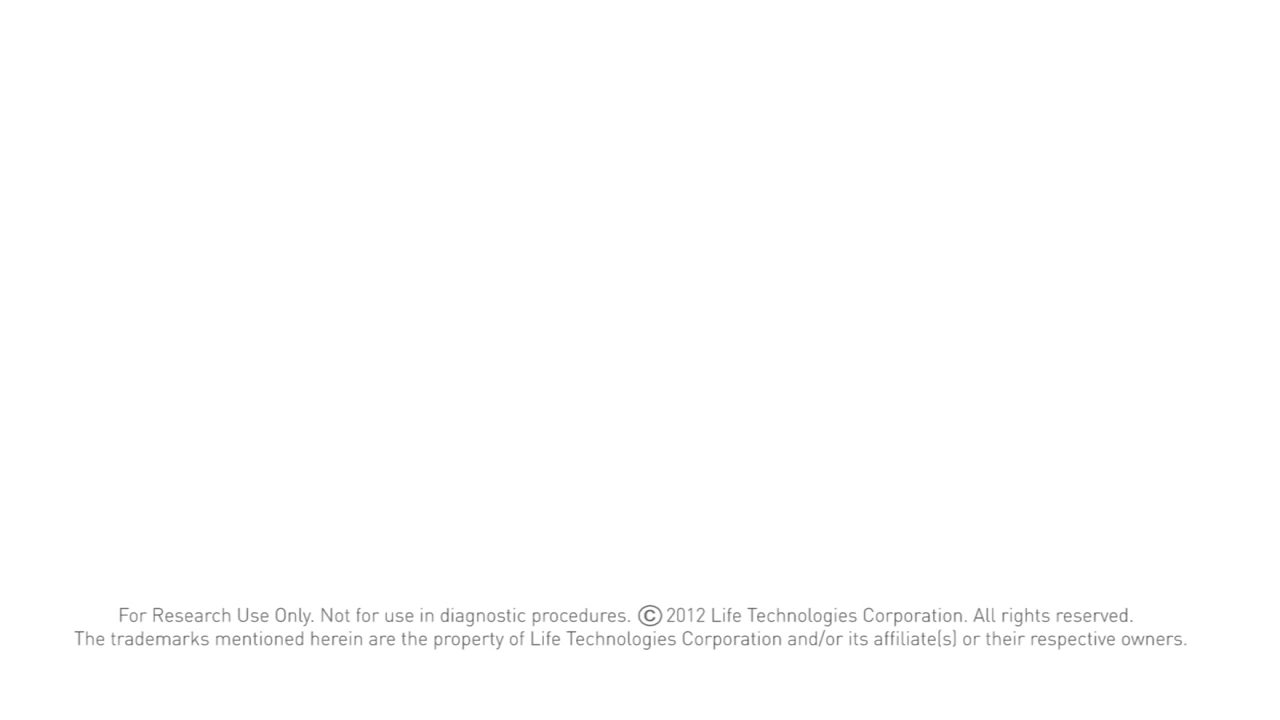 For Research Use Only. Not for use in diagnostic procedures. © 2012 Life Technologies Corporation. All rights reserved.
The trademarks mentioned herein are the property of Life Technologies Corporation and/or its affiliate(s) or their respective owners.